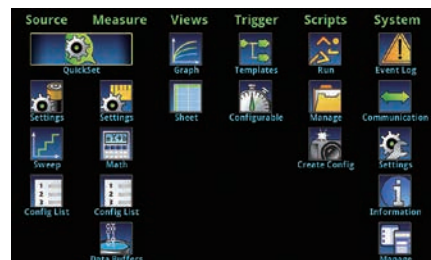 Source Measure Views Trigger Scripts System
QuickSet Graph Templates Run Event Log
Settings Settings Sheet Configurable Manage Communication
Sweep Math Create Config Settings
Config List Config List Information
Data Buffers Manage